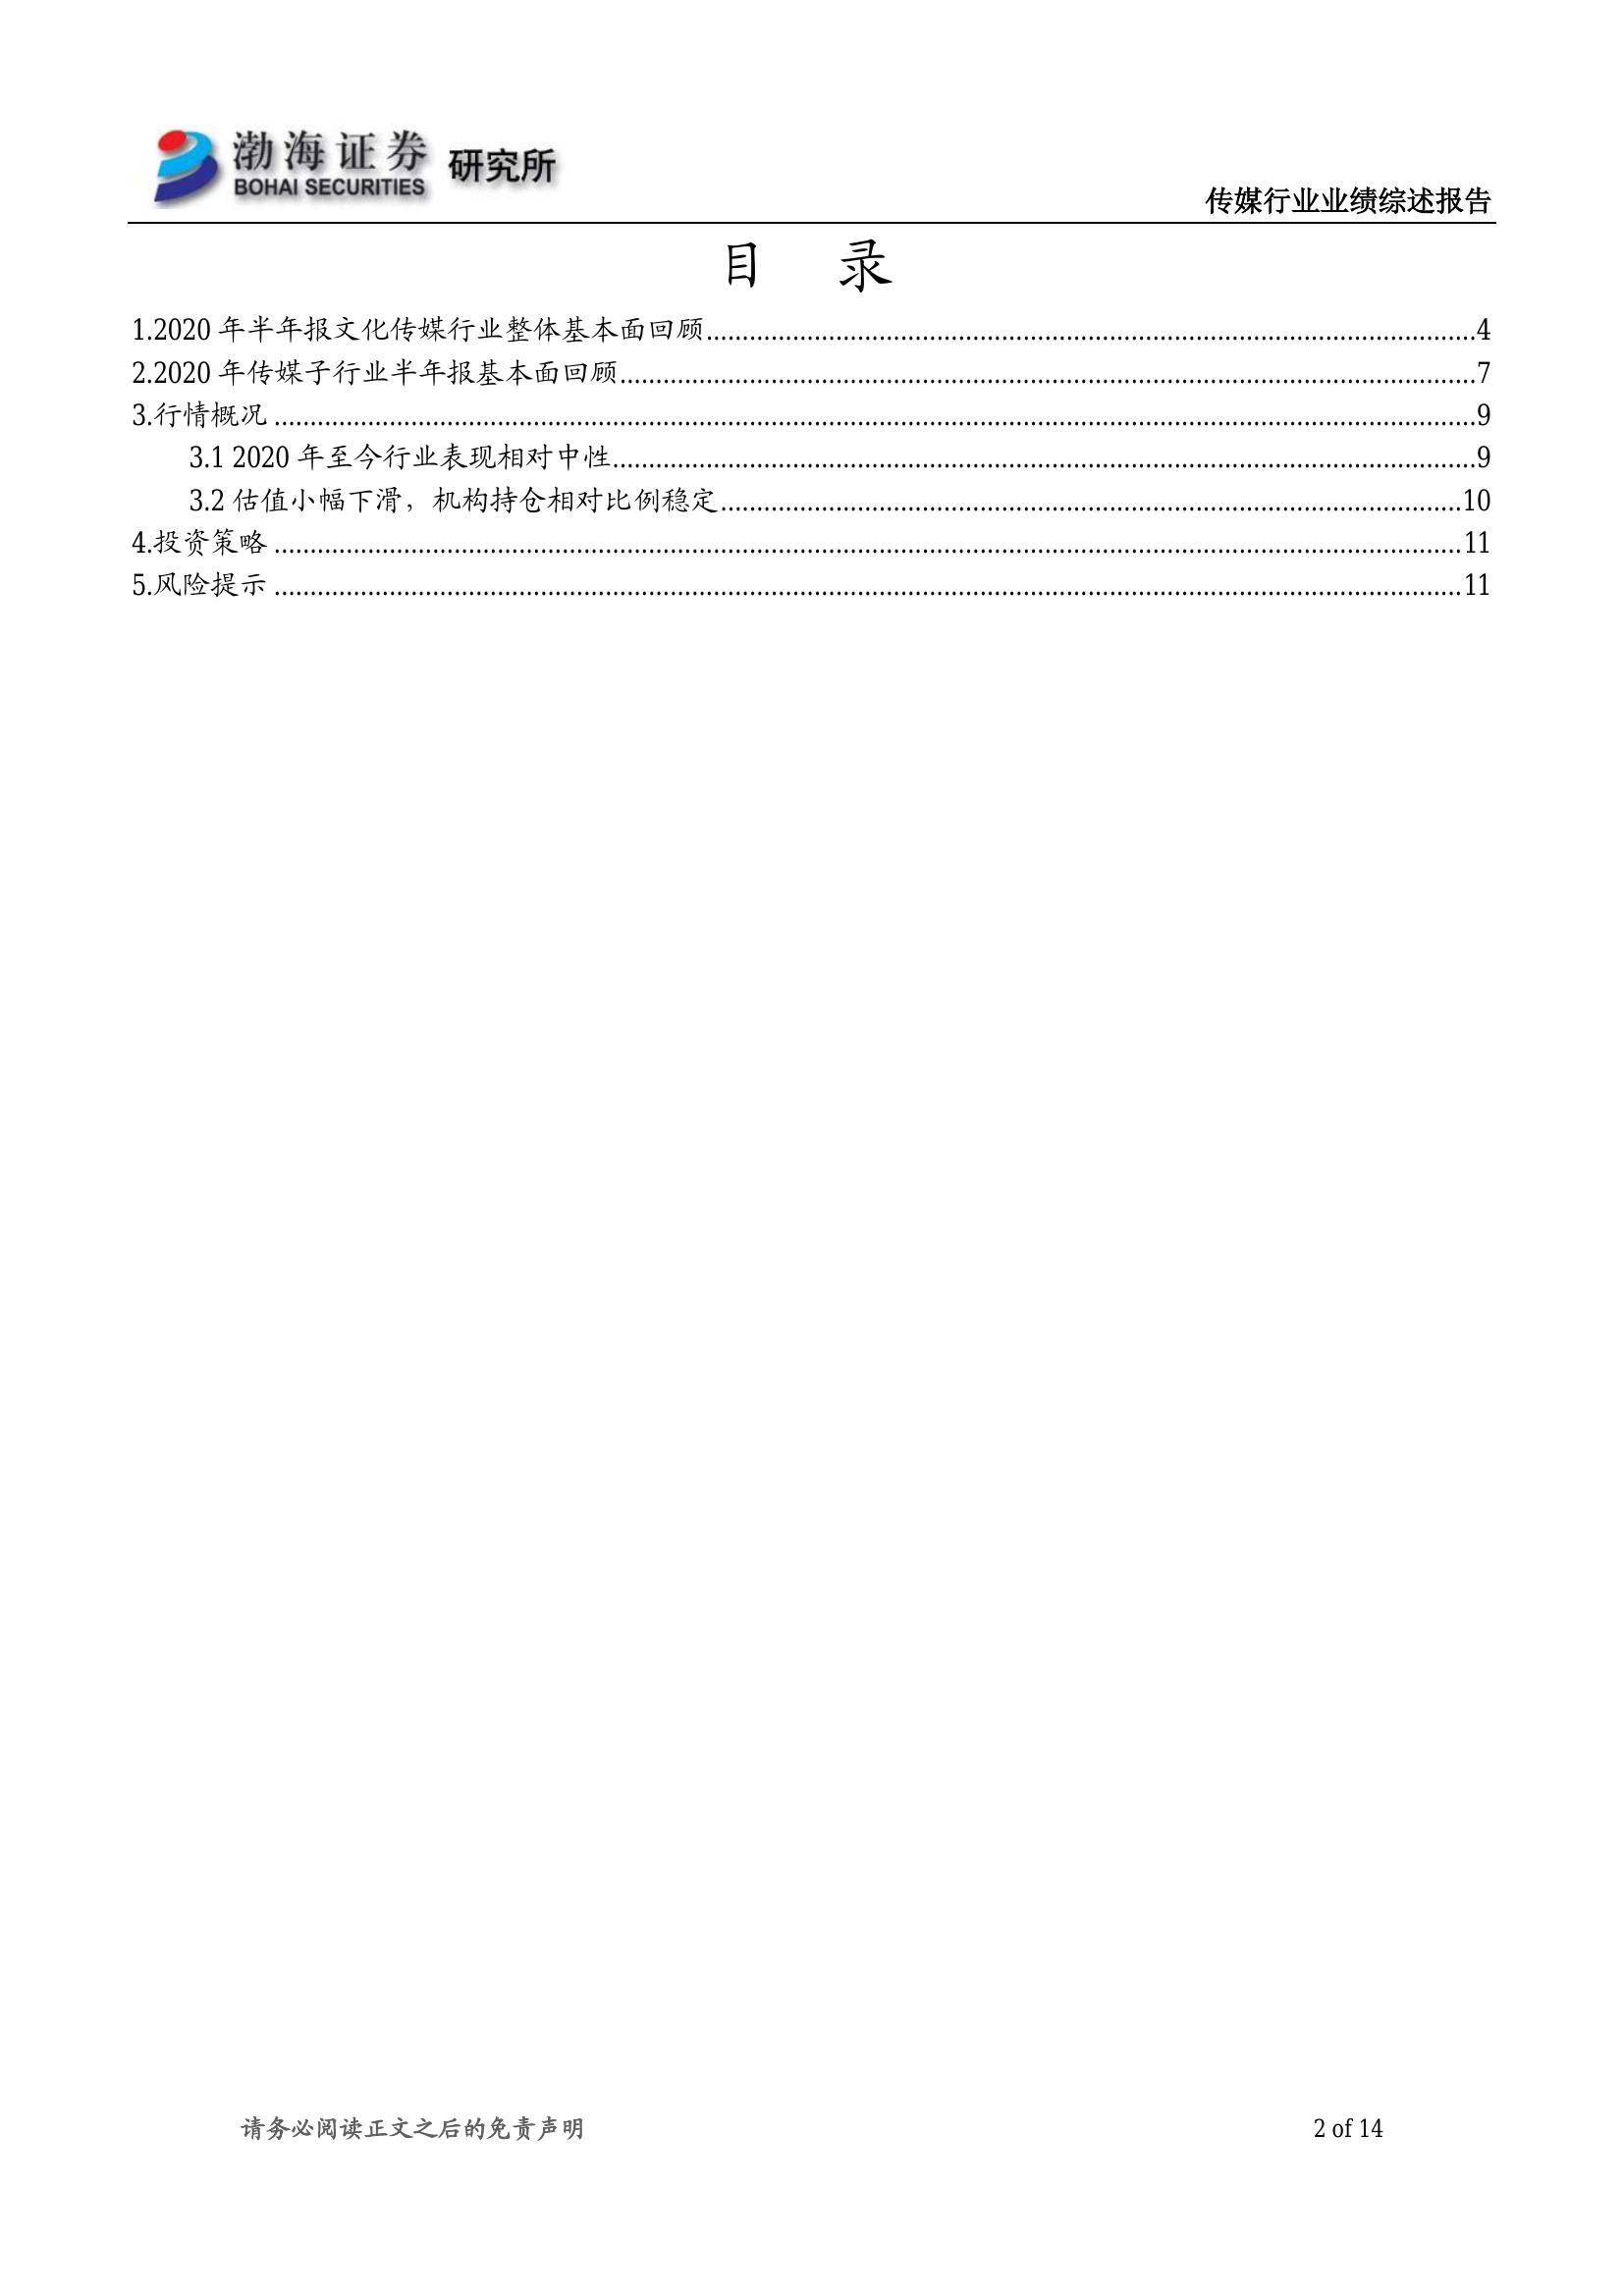 渤海证券 研究所
BOHAI SECURITIES
传媒行业业绩综述报告
目 录
1.2020 年半年报文化传媒行业整体基本面回顾 4
2.2020 年传媒子行业半年报基本面回顾 7
3.行情概况 9
3.1 2020 年至今行业表现相对中性 9
3.2 估值小幅下滑，机构持仓相对比例稳定 10
4.投资策略 11
5.风险提示 11
请务必阅读正文之后的免责声明 2 of 14